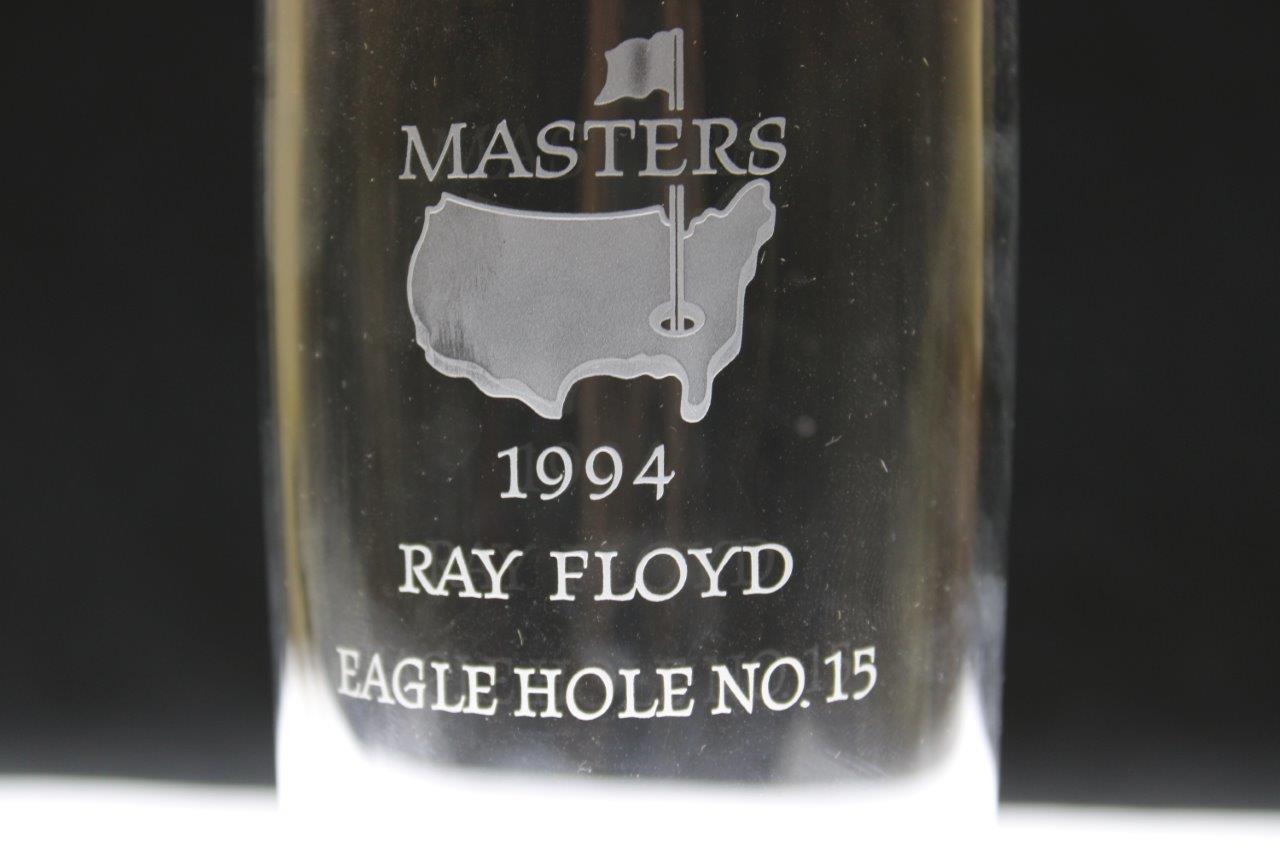 MASTERS
1994
RAY FLOYD
EAGLE HOLE NO. 15